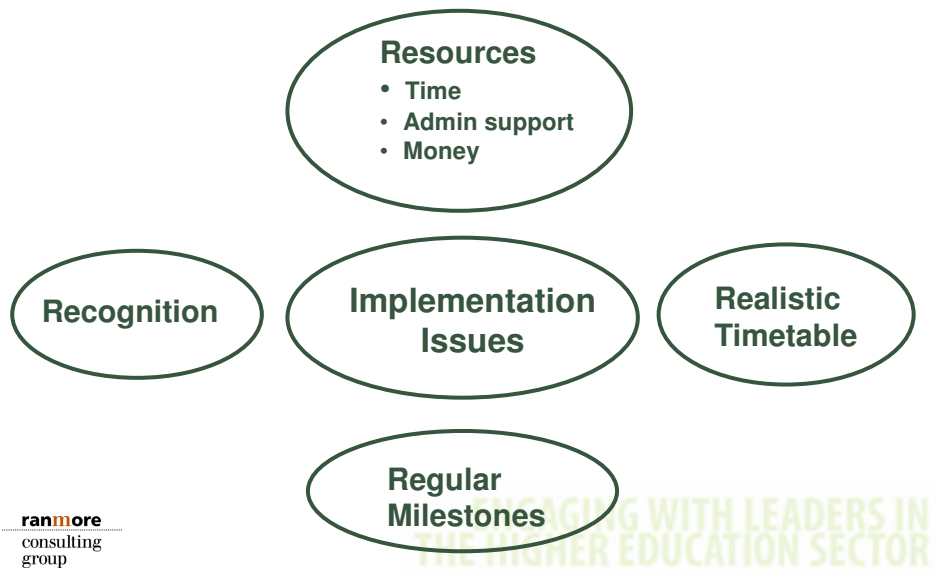 Resources
• Time
• Admin support
• Money
Recognition
Implementation
Issues
Realistic
Timetable
Regular
Milestones
ranmore
consulting
group
ENGAGING WITH LEADERS IN
THE HIGHER EDUCATION SECTOR